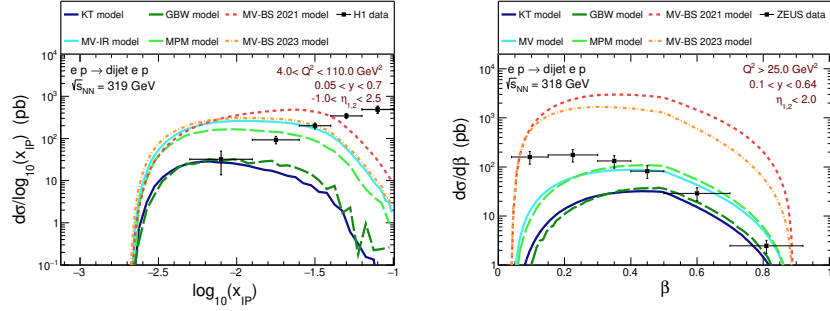 KT model GBW model MV-BS 2021 model H1 data
MV-IR model MPM model MV-BS 2023 model
e p → dijet e p
√s_NN = 319 GeV
4.0< Q² < 110.0 GeV²
0.05 < y < 0.7
-1.0< η_1,2 < 2.5
dσ/log₁₀(x_IP) (pb)
10⁴
10³
10²
10
1
10⁻¹
−3 −2.5 −2 −1.5 −1
log₁₀(x_IP)
KT model GBW model MV-BS 2021 model ZEUS data
MV model MPM model MV-BS 2023 model
e p → dijet e p
√s_NN = 318 GeV
Q² > 25.0 GeV²
0.1 < y < 0.64
η_1,2 < 2.0
dσ/dβ (pb)
10⁴
10³
10²
10
1
0 0.2 0.4 0.6 0.8 1
β